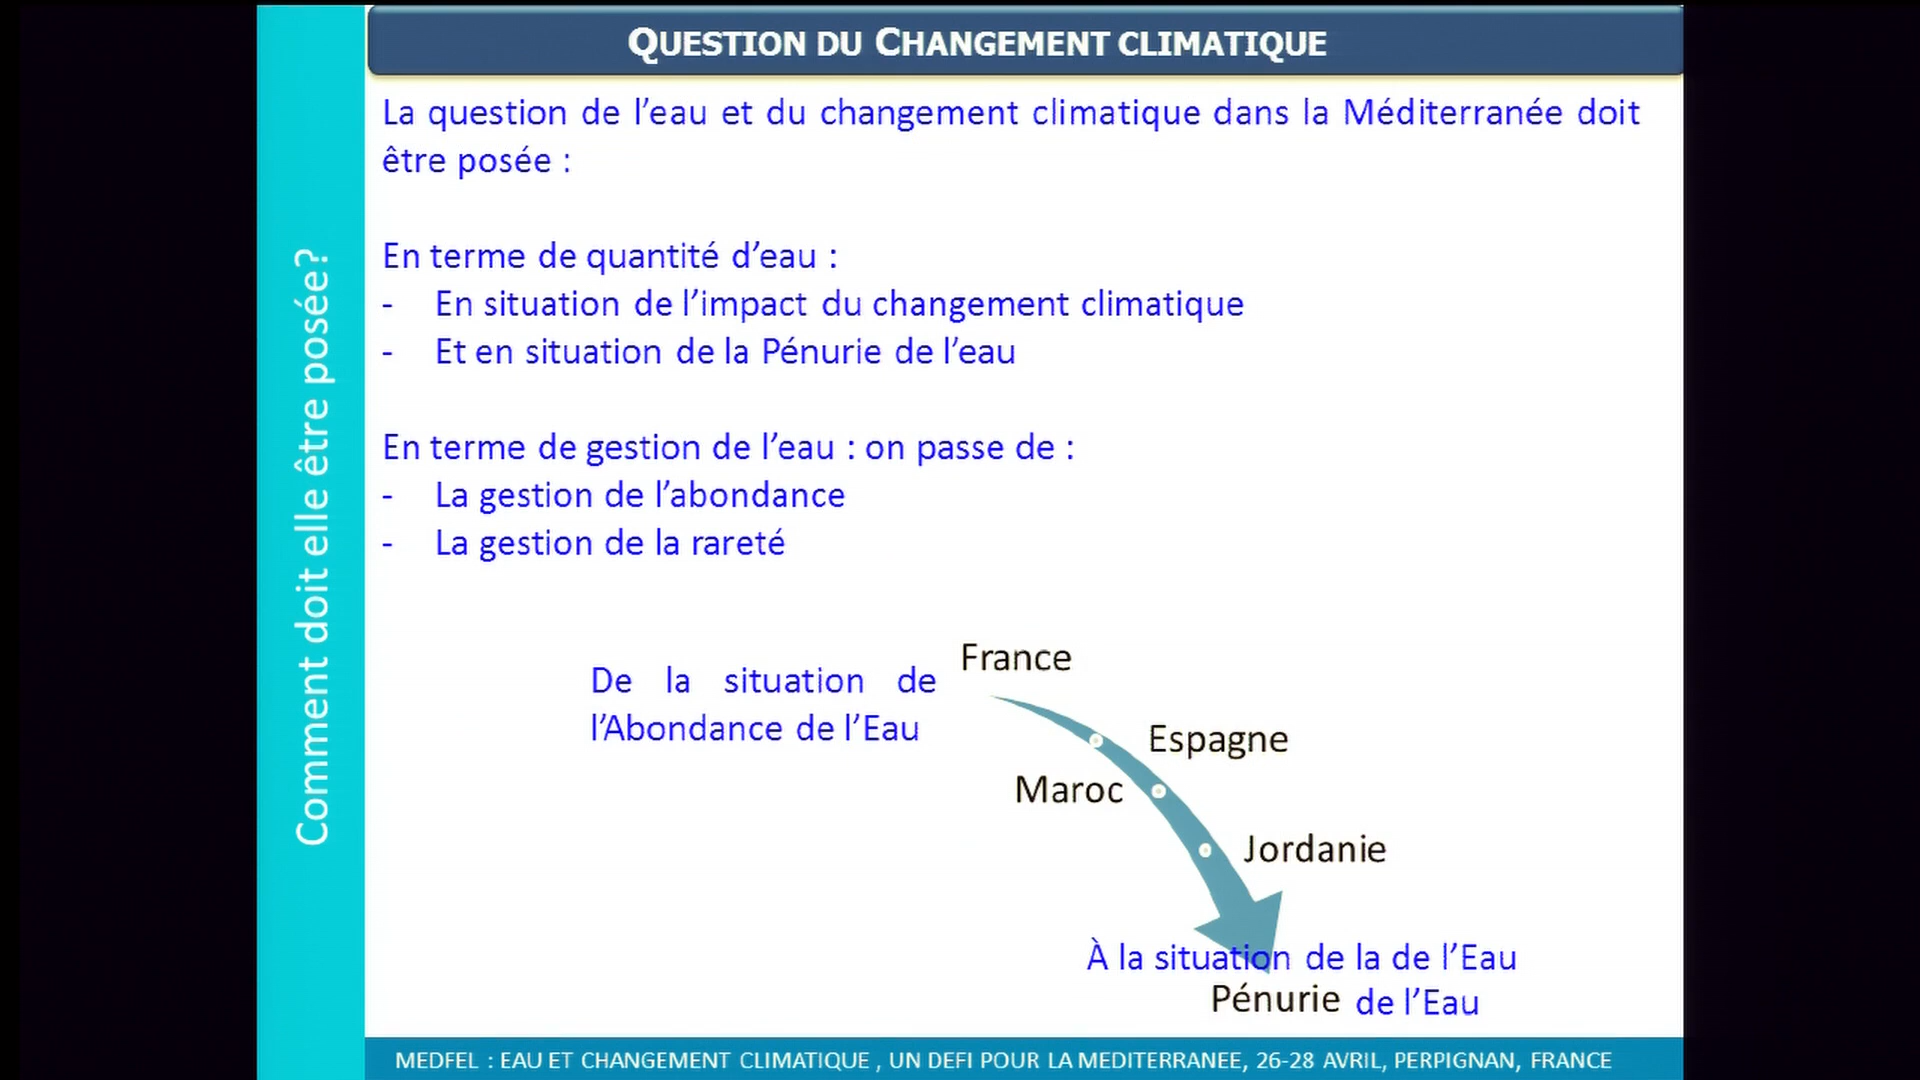 QUESTION DU CHANGEMENT CLIMATIQUE
Comment doit elle être posée?
La question de l'eau et du changement climatique dans la Méditerranée doit
être posée :
En terme de quantité d'eau :
- En situation de l'impact du changement climatique
- Et en situation de la Pénurie de l'eau
En terme de gestion de l'eau : on passe de :
- La gestion de l'abondance
- La gestion de la rareté
De la situation de
l'Abondance de l'Eau
France
Espagne
Maroc
Jordanie
À la situation de la de l'Eau
Pénurie de l'Eau
MEDFEL : EAU ET CHANGEMENT CLIMATIQUE , UN DEFI POUR LA MEDITERRANEE, 26-28 AVRIL, PERPIGNAN, FRANCE